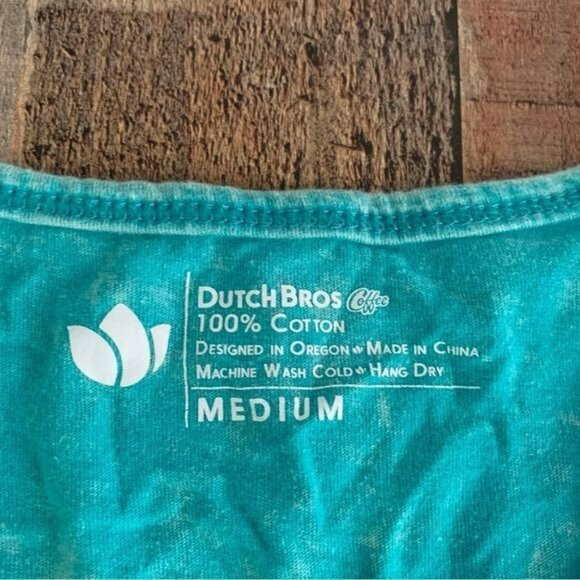 DUTCH BROS Coffee
100% COTTON
DESIGNED IN OREGON MADE IN CHINA
MACHINE WASH COLD HANG DRY
MEDIUM